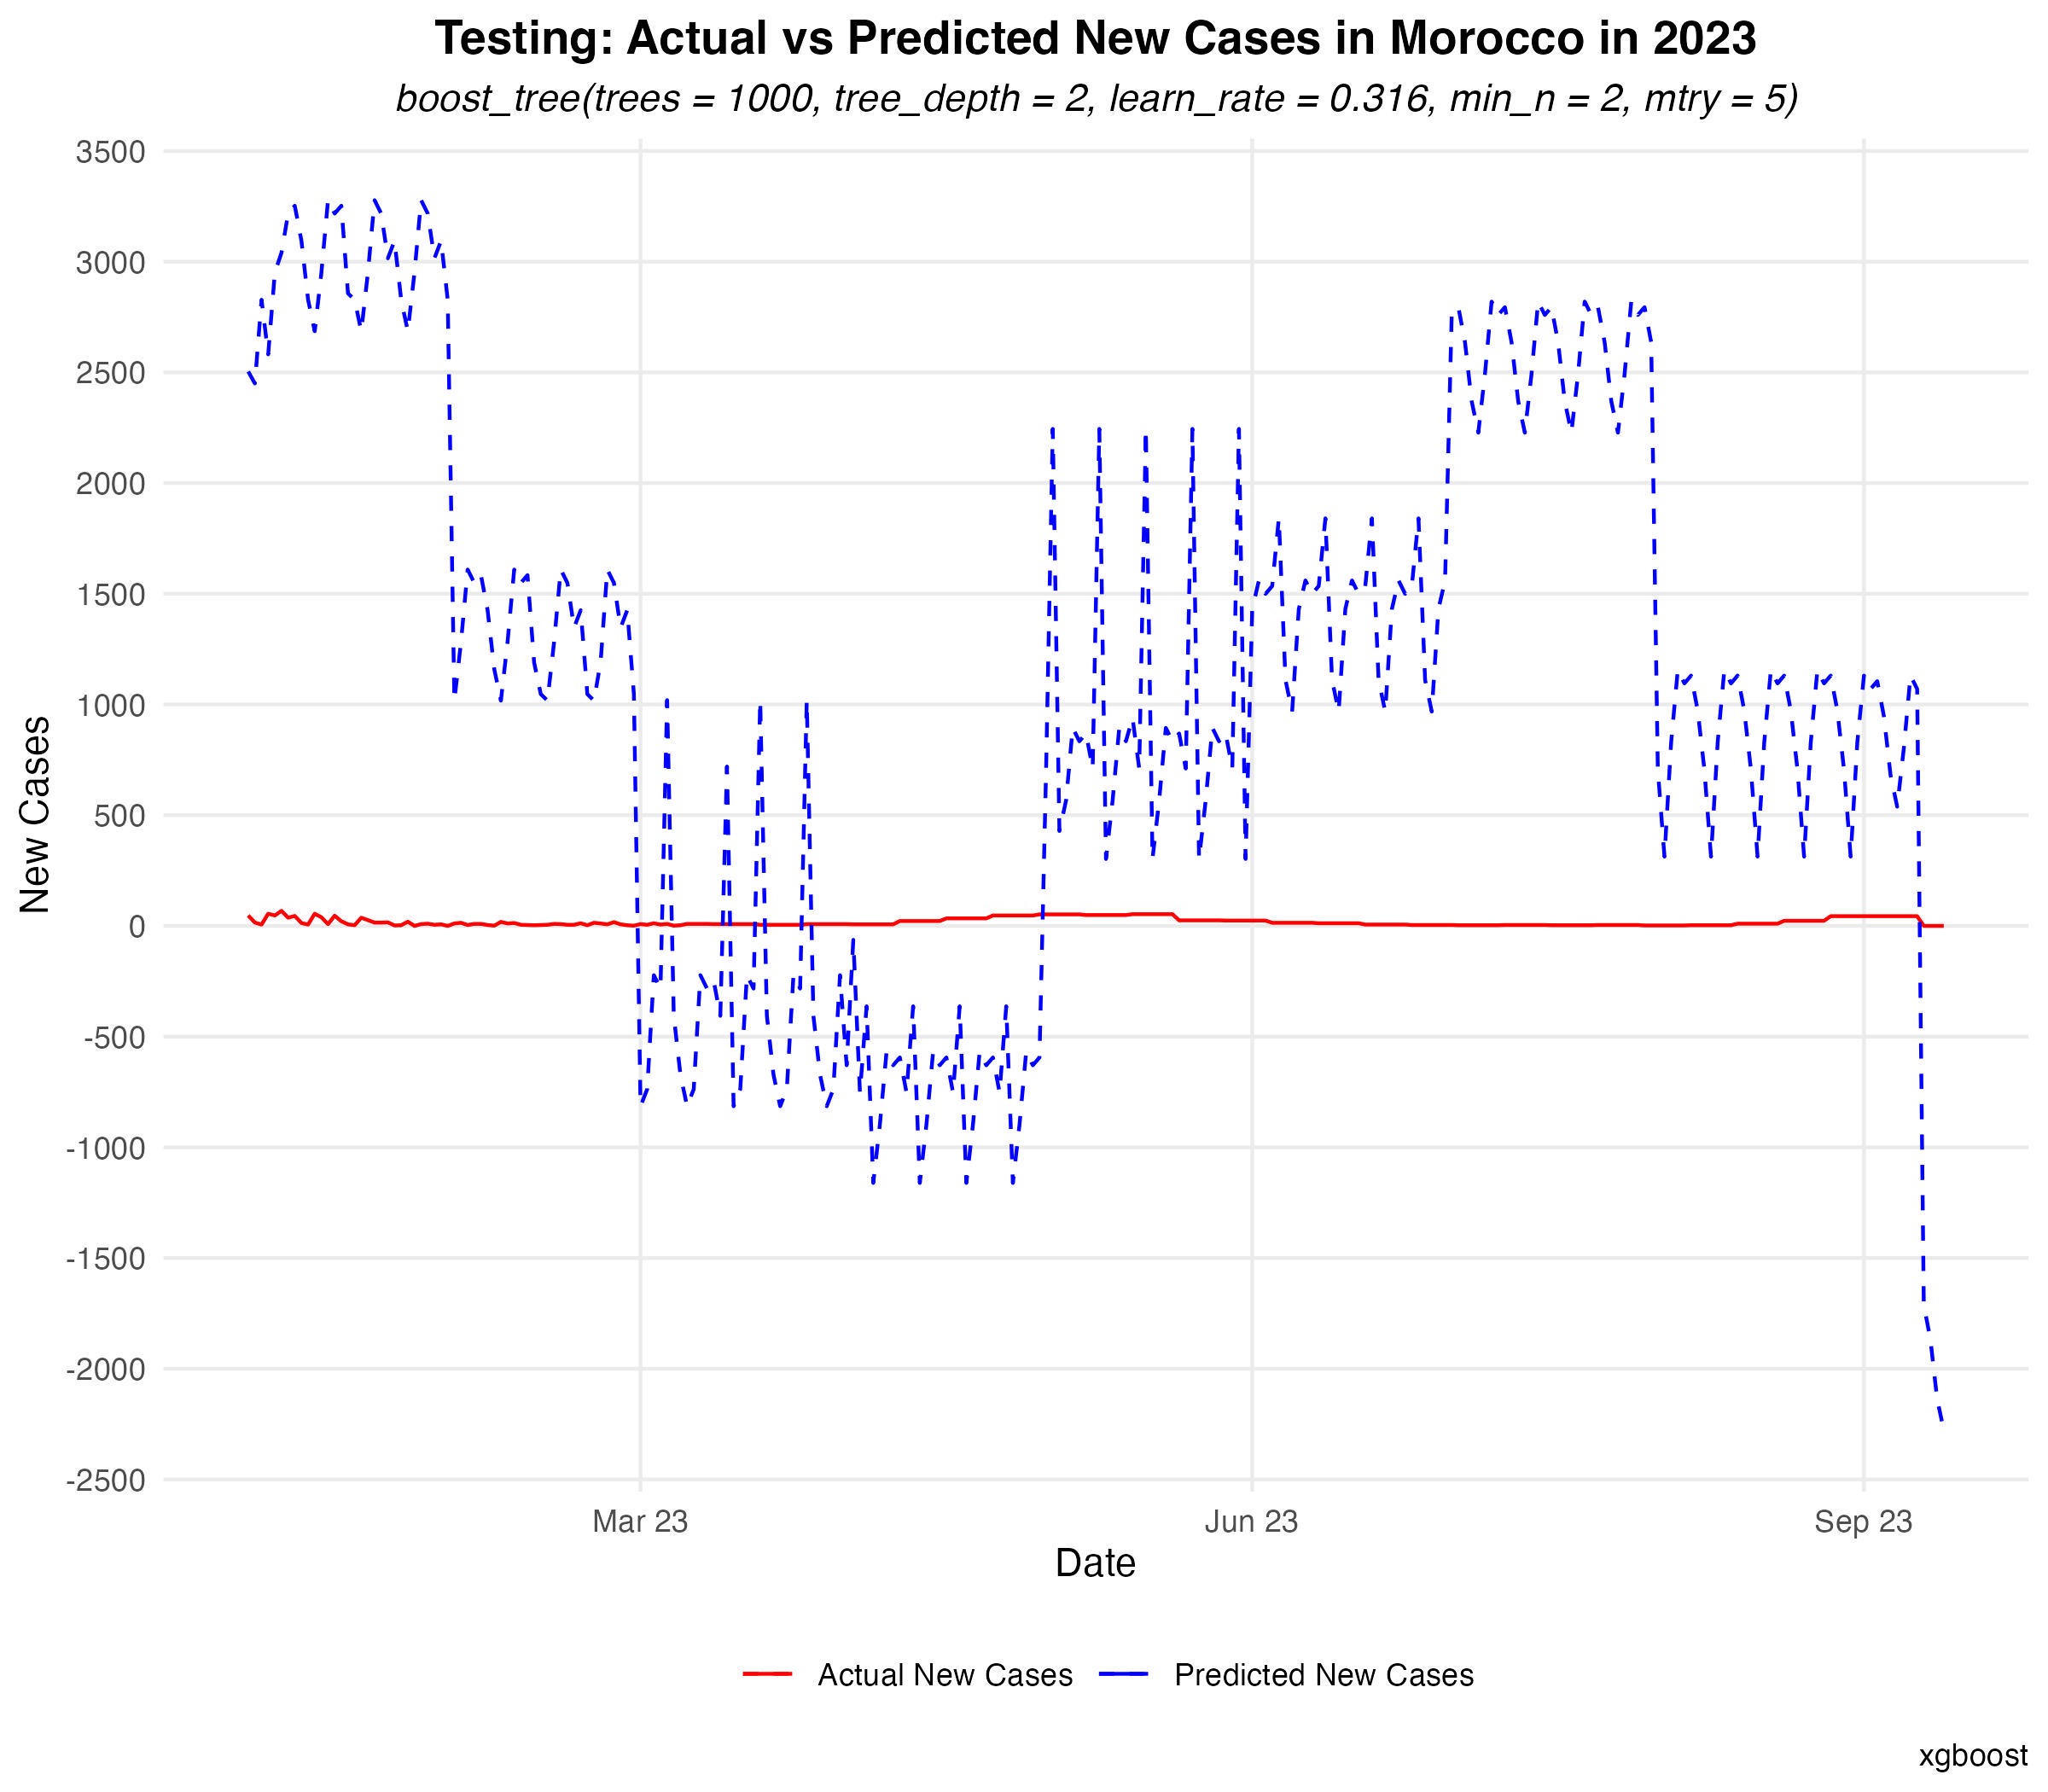 Testing: Actual vs Predicted New Cases in Morocco in 2023
boost_tree(trees = 1000, tree_depth = 2, learn_rate = 0.316, min_n = 2, mtry = 5)
3500
3000
2500
2000
1500
1000
500
0
-500
-1000
-1500
-2000
-2500
New Cases
Mar 23
Jun 23
Sep 23
Date
Actual New Cases
Predicted New Cases
xgboost